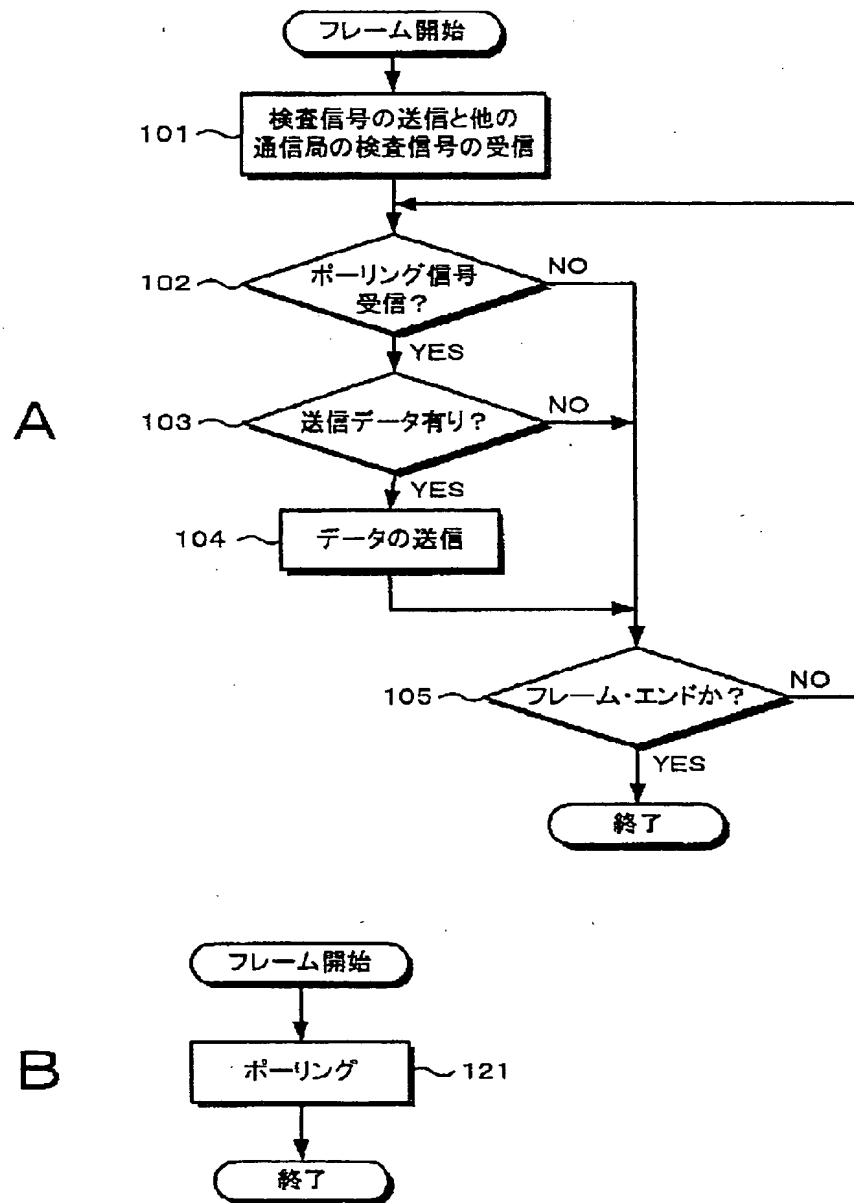 フレーム開始
101
検査信号の送信と他の
通信局の検査信号の受信
102
ポーリング信号
受信?
NO
YES
A
103
送信データ有り?
NO
YES
104
データの送信
105
フレーム・エンドか?
NO
YES
終了
フレーム開始
B
ポーリング
121
終了